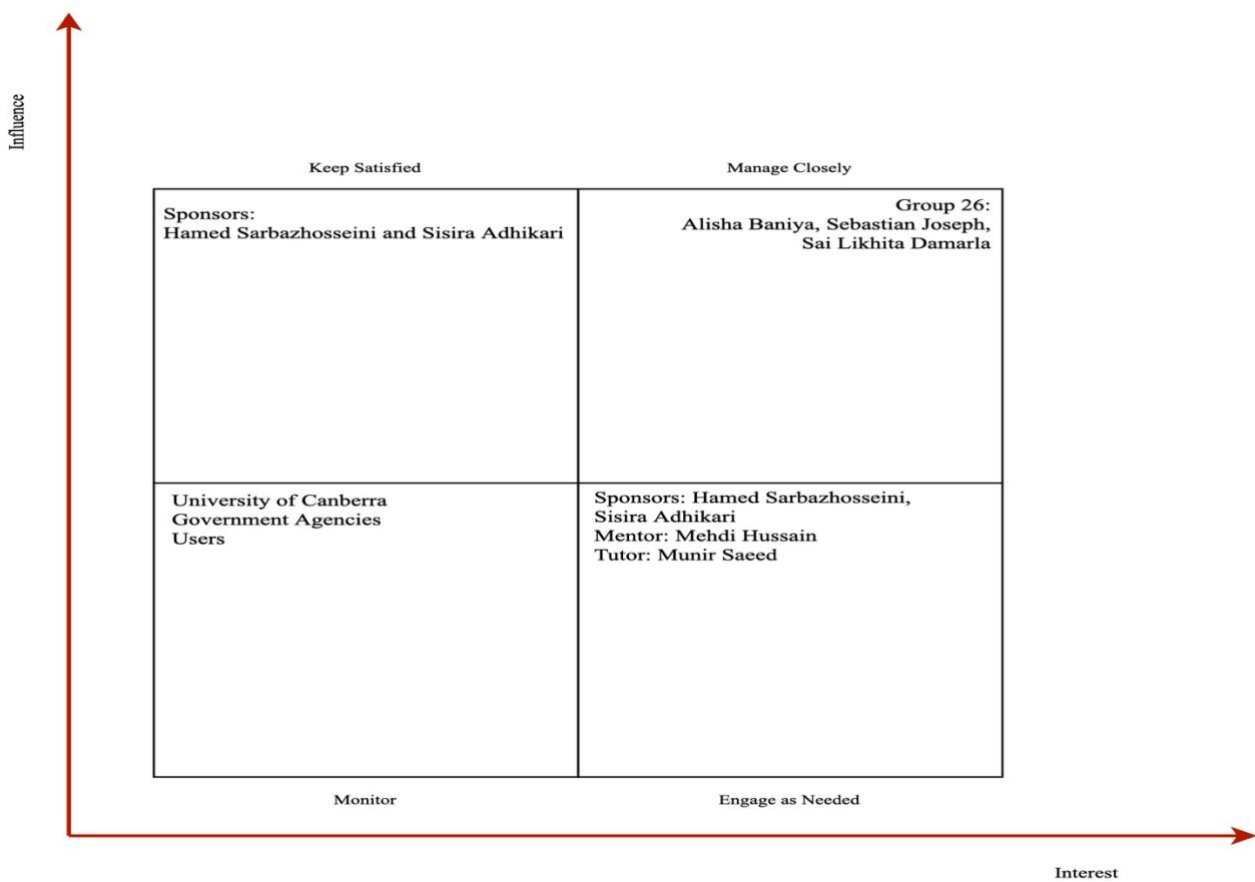 Influence
Keep Satisfied
Manage Closely
Sponsors:
Hamed Sarbazhosseini and Sisira Adhikari
Group 26:
Alisha Baniya, Sebastian Joseph,
Sai Likhita Damarla
University of Canberra
Government Agencies
Users
Sponsors: Hamed Sarbazhosseini,
Sisira Adhikari
Mentor: Mehdi Hussain
Tutor: Munir Saeed
Monitor
Engage as Needed
Interest